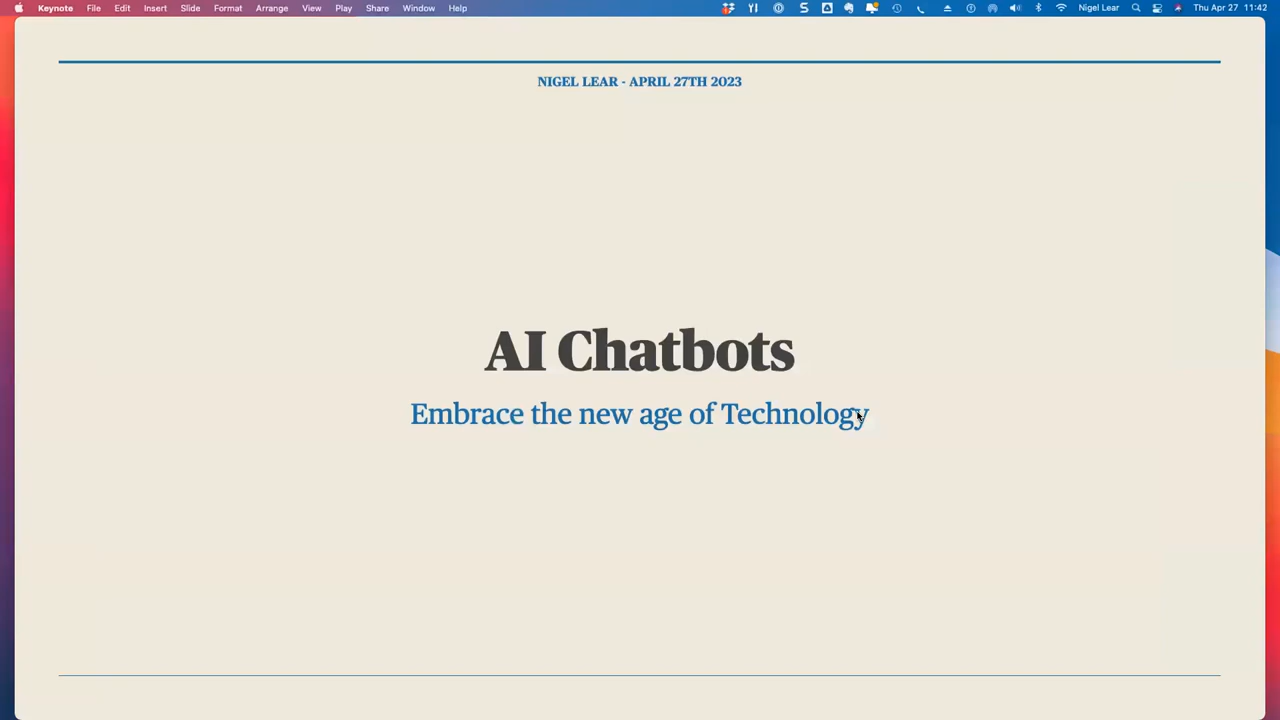 Keynote File Edit Insert Slide Format Arrange View Play Share Window Help Nigel Lear Thu Apr 27 11:42
NIGEL LEAR - APRIL 27TH 2023
AI Chatbots
Embrace the new age of Technology